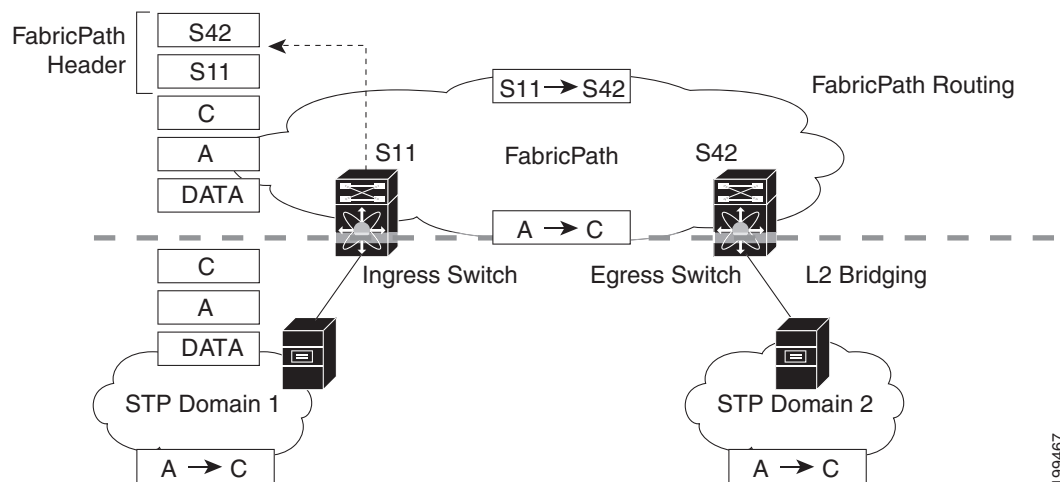 FabricPath
Header
S42
S11
C
A
DATA
S11 → S42
FabricPath Routing
S11
FabricPath
S42
A → C
Ingress Switch
Egress Switch
L2 Bridging
C
A
DATA
STP Domain 1
STP Domain 2
A → C
A → C
199467